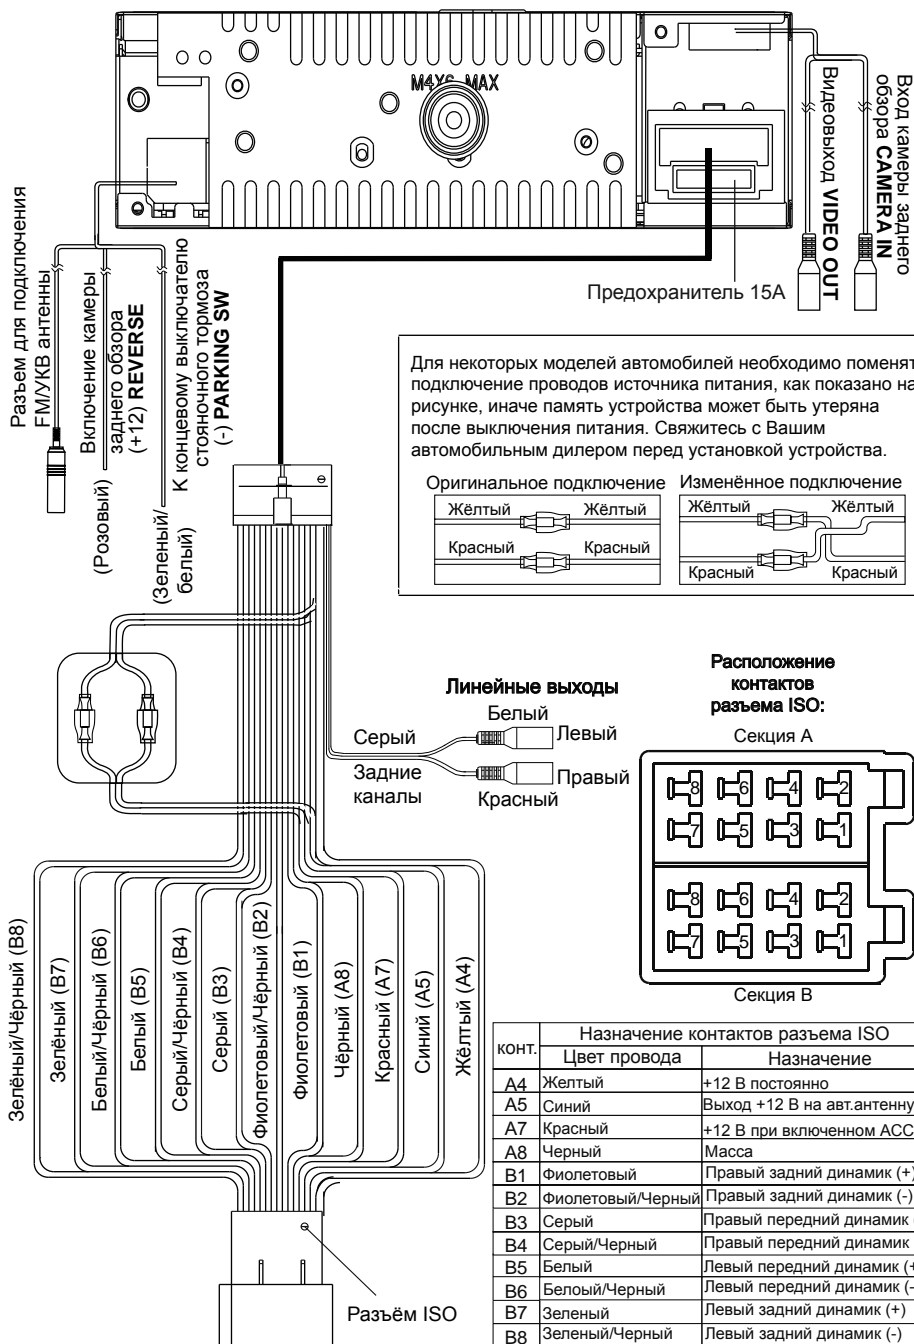 M4X6 MAX
Вход камеры заднего
обзора CAMERA IN
Видеовыход VIDEO OUT
Предохранитель 15А
Разъем для подключения
FM/УКВ антенны
Включение камеры
заднего обзора
(+12) REVERSE
(Розовый)
К концевому выключателю
стояночного тормоза
(-) PARKING SW
(Зеленый/
белый)
Для некоторых моделей автомобилей необходимо поменят
подключение проводов источника питания, как показано на
рисунке, иначе память устройства может быть утеряна
после выключения питания. Свяжитесь с Вашим
автомобильным дилером перед установкой устройства.
Оригинальное подключение
Изменённое подключение
Жёлтый Жёлтый
Красный Красный
Жёлтый Жёлтый
Красный Красный
Линейные выходы
Белый
Серый
Левый
Задние
каналы
Правый
Красный
Расположение
контактов
разъема ISO:
Секция А
8 6 4 2
7 5 3 1
8 6 4 2
7 5 3 1
Секция В
Зелёный/Чёрный (B8)
Зелёный (B7)
Белый/Чёрный (B6)
Белый (B5)
Серый/Чёрный (B4)
Серый (B3)
Фиолетовый/Чёрный (B2)
Фиолетовый (B1)
Чёрный (A8)
Красный (A7)
Синий (A5)
Жёлтый (A4)
Разъём ISO
конт. Назначение контактов разъема ISO
Цвет провода Назначение
A4 Желтый +12 В постоянно
A5 Синий Выход +12 В на авт.антенну
A7 Красный +12 В при включенном ACC
A8 Черный Масса
B1 Фиолетовый Правый задний динамик (+)
B2 Фиолетовый/Черный Правый задний динамик (-)
B3 Серый Правый передний динамик
B4 Серый/Черный Правый передний динамик
B5 Белый Левый передний динамик (+
B6 Белоый/Черный Левый передний динамик (-
B7 Зеленый Левый задний динамик (+)
B8 Зеленый/Черный Левый задний динамик (-)